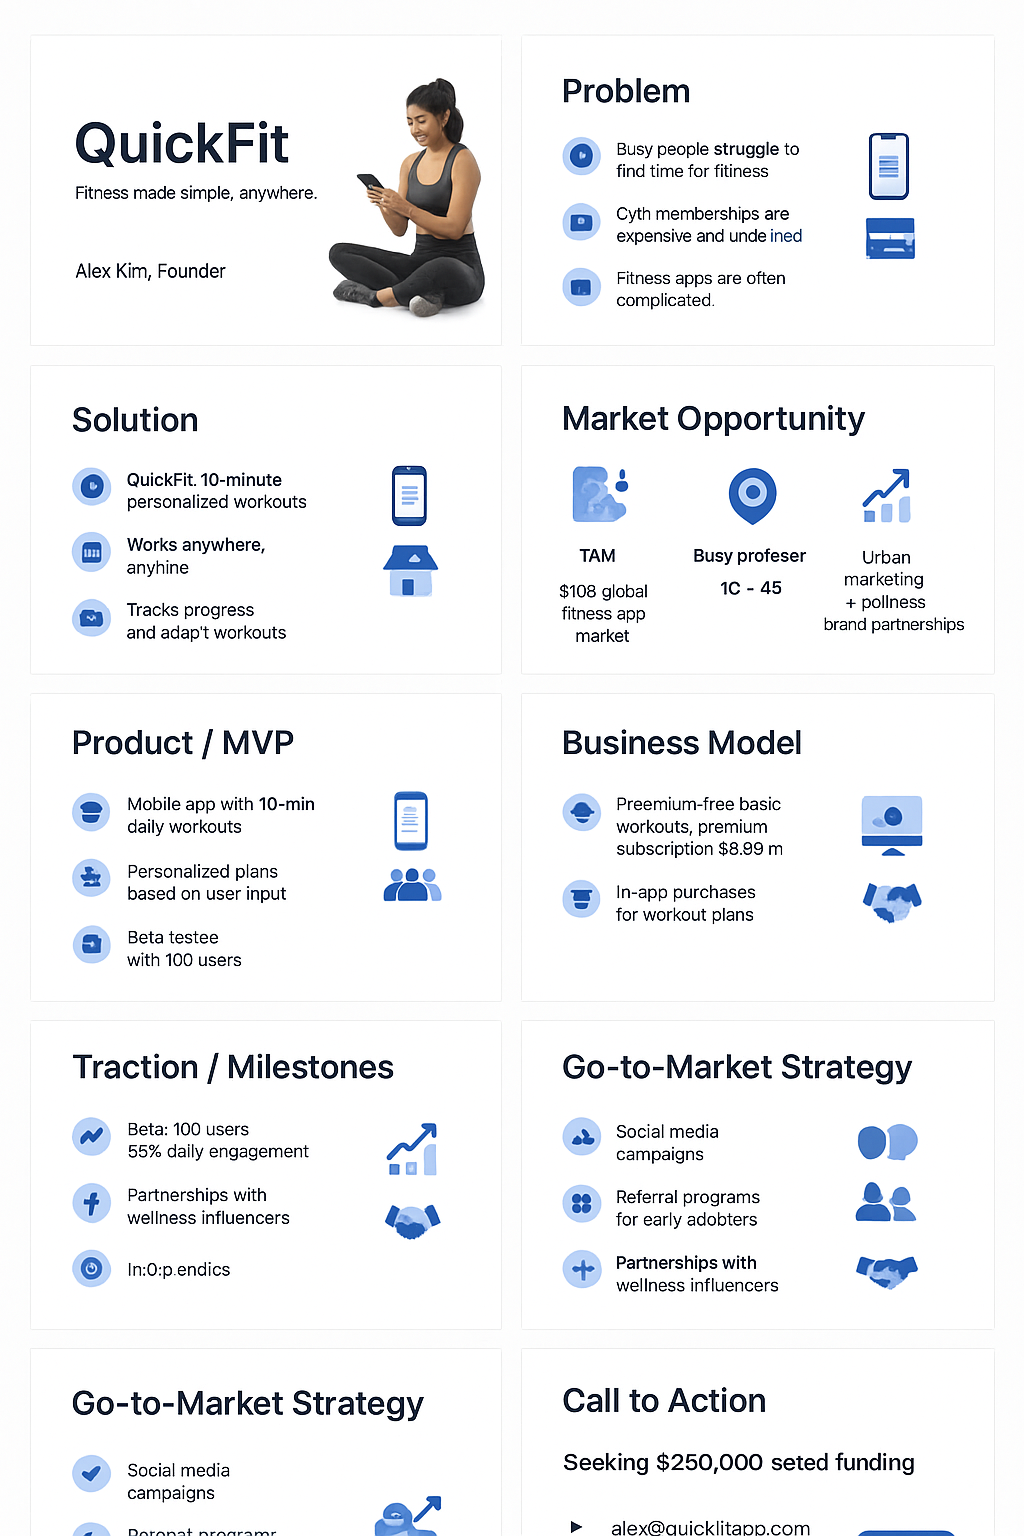 QuickFit
Fitness made simple, anywhere.
Alex Kim, Founder
Problem
Busy people struggle to
find time for fitiness
Cyth memberships are
expensive and unde ined
Fitness apps are often
complicated.
Solution
QuickFit. 10-minute
personalized workouts
Works anywhere,
anyhine
Tracks progress
and adap't workouts
Market Opportunity
TAM
$108 global
fitness app
market
Busy profeser
1C - 45
Urban
marketing
+ pollness
brand partnerships
Product / MVP
Mobile app with 10-min
daily workouts
Personalized plans
based on user input
Beta testee
with 100 users
Business Model
Preemium-free basic
workouts, premium
subscription $8.99 m
In-app purchases
for workout plans
Traction / Milestones
Beta: 100 users
55% daily engagement
Partnerships with
wellness influencers
In:0:p.endics
Go-to-Market Strategy
Social media
campaigns
Referral programs
for early adobters
Partnerships with
wellness influencers
Go-to-Market Strategy
Social media
campaigns
Call to Action
Seeking $250,000 seted funding
alex@quicklitapp.com